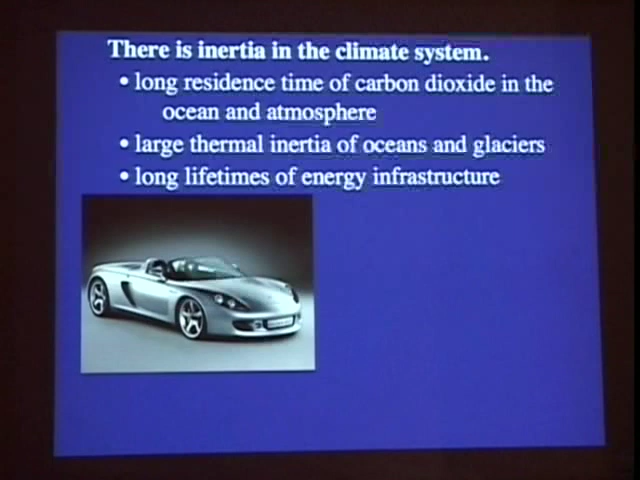 There is inertia in the climate system.
• long residence time of carbon dioxide in the
ocean and atmosphere
• large thermal inertia of oceans and glaciers
• long lifetimes of energy infrastructure